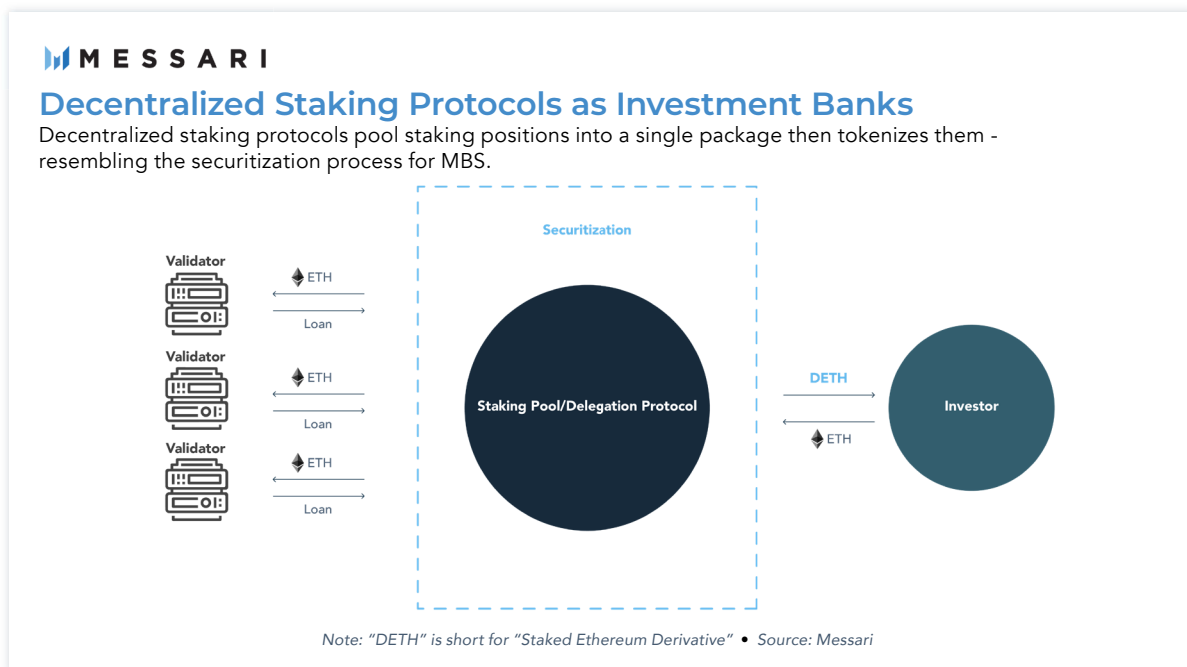 MESSARI
Decentralized Staking Protocols as Investment Banks
Decentralized staking protocols pool staking positions into a single package then tokenizes them -
resembling the securitization process for MBS.
Securitization
Validator
ETH
Loan
Validator
ETH
Loan
Validator
ETH
Loan
Staking Pool/Delegation Protocol
DETH
ETH
Investor
Note: “DETH” is short for “Staked Ethereum Derivative” • Source: Messari